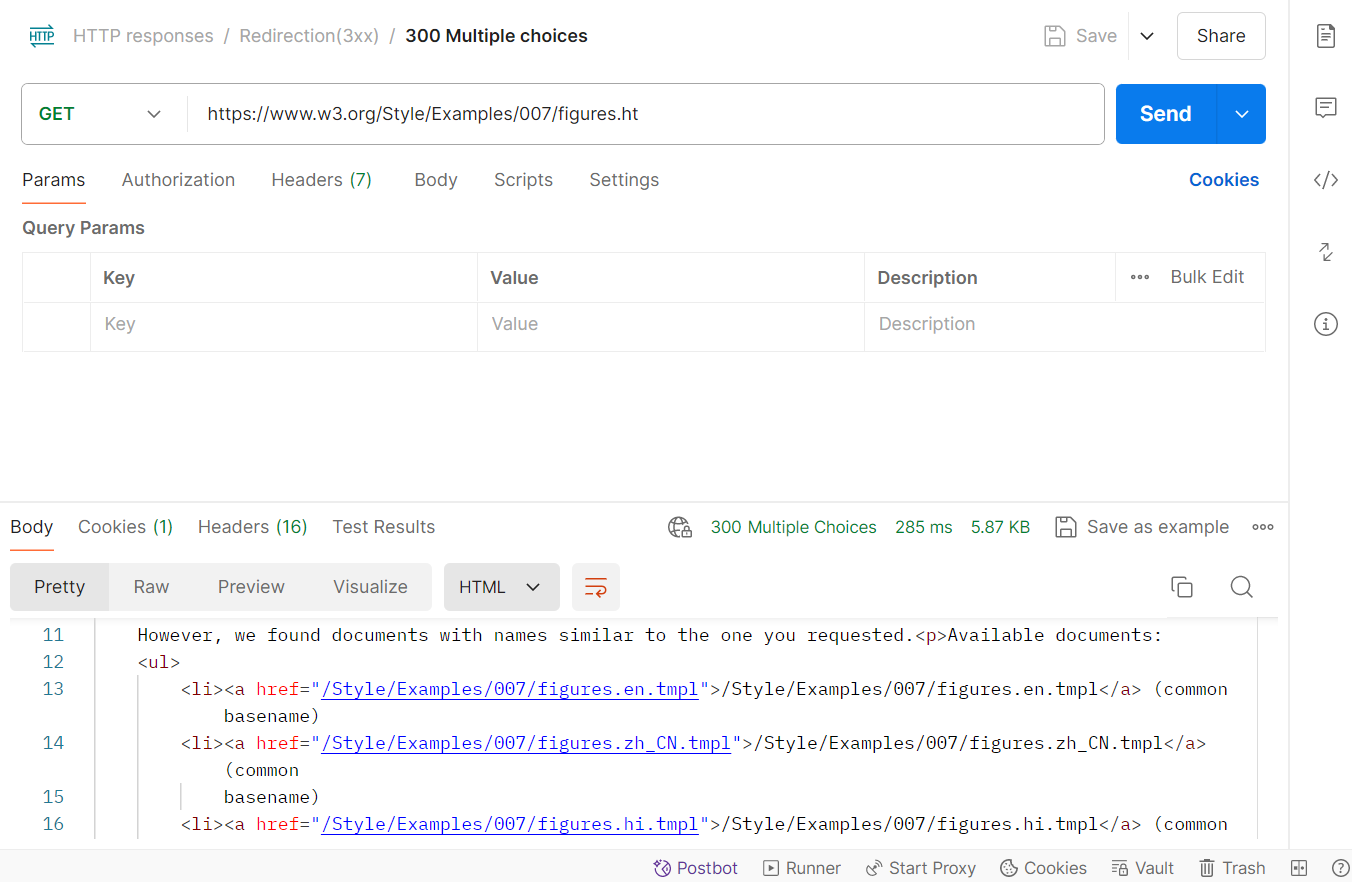 HTTP HTTP responses / Redirection(3xx) / 300 Multiple choices Save Share
GET https://www.w3.org/Style/Examples/007/figures.ht Send
Params Authorization Headers (7) Body Scripts Settings Cookies
Query Params
Key Value Description ••• Bulk Edit
Key Value Description
Body Cookies (1) Headers (16) Test Results 300 Multiple Choices 285 ms 5.87 KB Save as example
Pretty Raw Preview Visualize HTML
11 However, we found documents with names similar to the one you requested.<p>Available documents:
12 <ul>
13 <li><a href="/Style/Examples/007/figures.en.tmpl">/Style/Examples/007/figures.en.tmpl</a> (common
basename)
14 <li><a href="/Style/Examples/007/figures.zh_CN.tmpl">/Style/Examples/007/figures.zh_CN.tmpl</a>
(common
15 basename)
16 <li><a href="/Style/Examples/007/figures.hi.tmpl">/Style/Examples/007/figures.hi.tmpl</a> (common
Postbot Runner Start Proxy Cookies Vault Trash